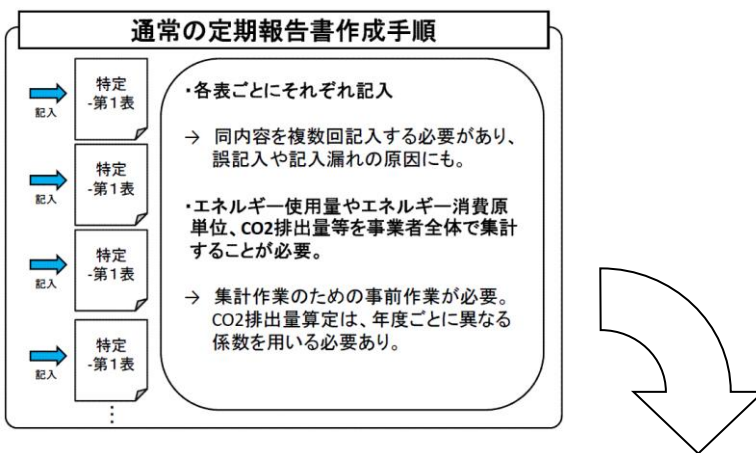 通常の定期報告書作成手順
記入
特定
-第1表
記入
特定
-第1表
記入
特定
-第1表
記入
特定
-第1表
⋮
・各表ごとにそれぞれ記入
→ 同内容を複数回記入する必要があり、
誤記入や記入漏れの原因にも。
・エネルギー使用量やエネルギー消費原
単位、CO2排出量等を事業者全体で集計
することが必要。
→ 集計作業のための事前作業が必要。
CO2排出量算定は、年度ごとに異なる
係数を用いる必要あり。